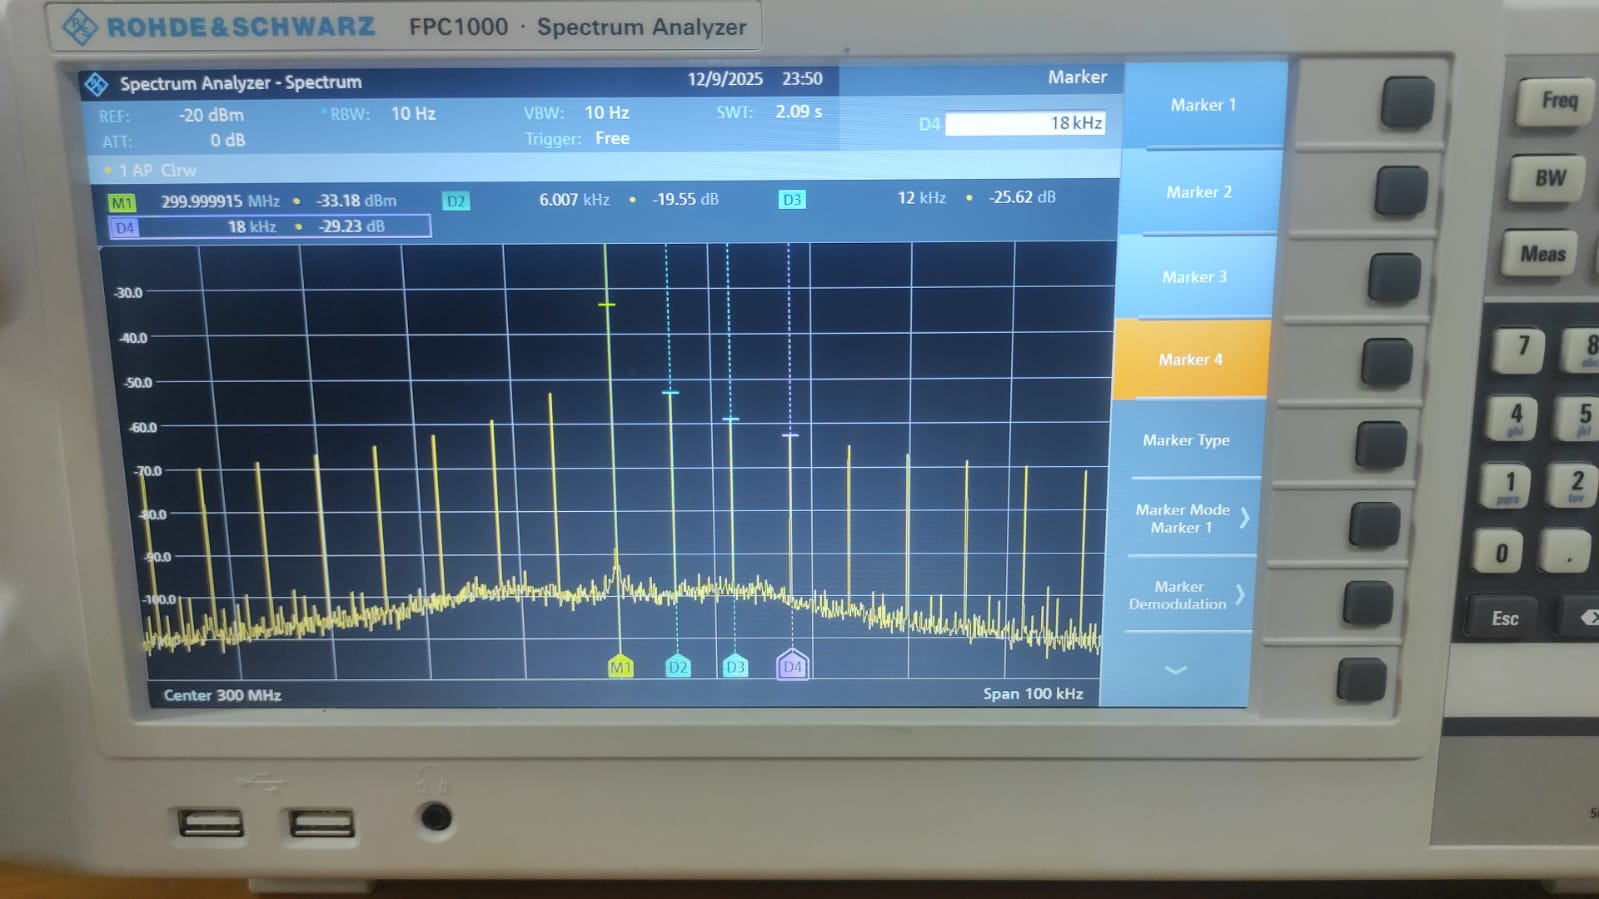 ROHDE&SCHWARZ FPC1000 · Spectrum Analyzer
Spectrum Analyzer - Spectrum 12/9/2025 23:50 Marker
REF: -20 dBm RBW: 10 Hz VBW: 10 Hz SWT: 2.09 s
ATT: 0 dB Trigger: Free
D4 18 kHz
1 AP Clrw
M1 299.999915 MHz • -33.18 dBm D2 6.007 kHz • -19.55 dB D3 12 kHz • -25.62 dB
D4 18 kHz • -29.23 dB
-30.0
-40.0
-50.0
-60.0
-70.0
-80.0
-90.0
-100.0
M1 D2 D3 D4
Center 300 MHz Span 100 kHz
Marker 1
Marker 2
Marker 3
Marker 4
Marker Type
Marker Mode
Marker 1
Marker
Demodulation
Freq
BW
Meas
7 8
4 ghi 5 jkl
1 pqrs 2 tuv
0 .
Esc